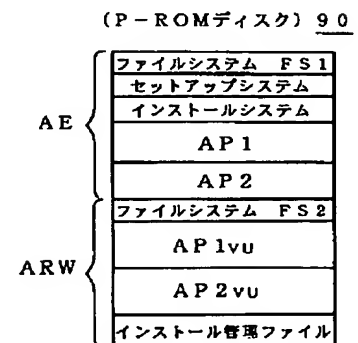 (P－ROMディスク) 90
ファイルシステム FS1
セットアップシステム
インストールシステム
AE
AP1
AP2
ファイルシステム FS2
AP1vu
ARW
AP2vu
インストール管理ファイル